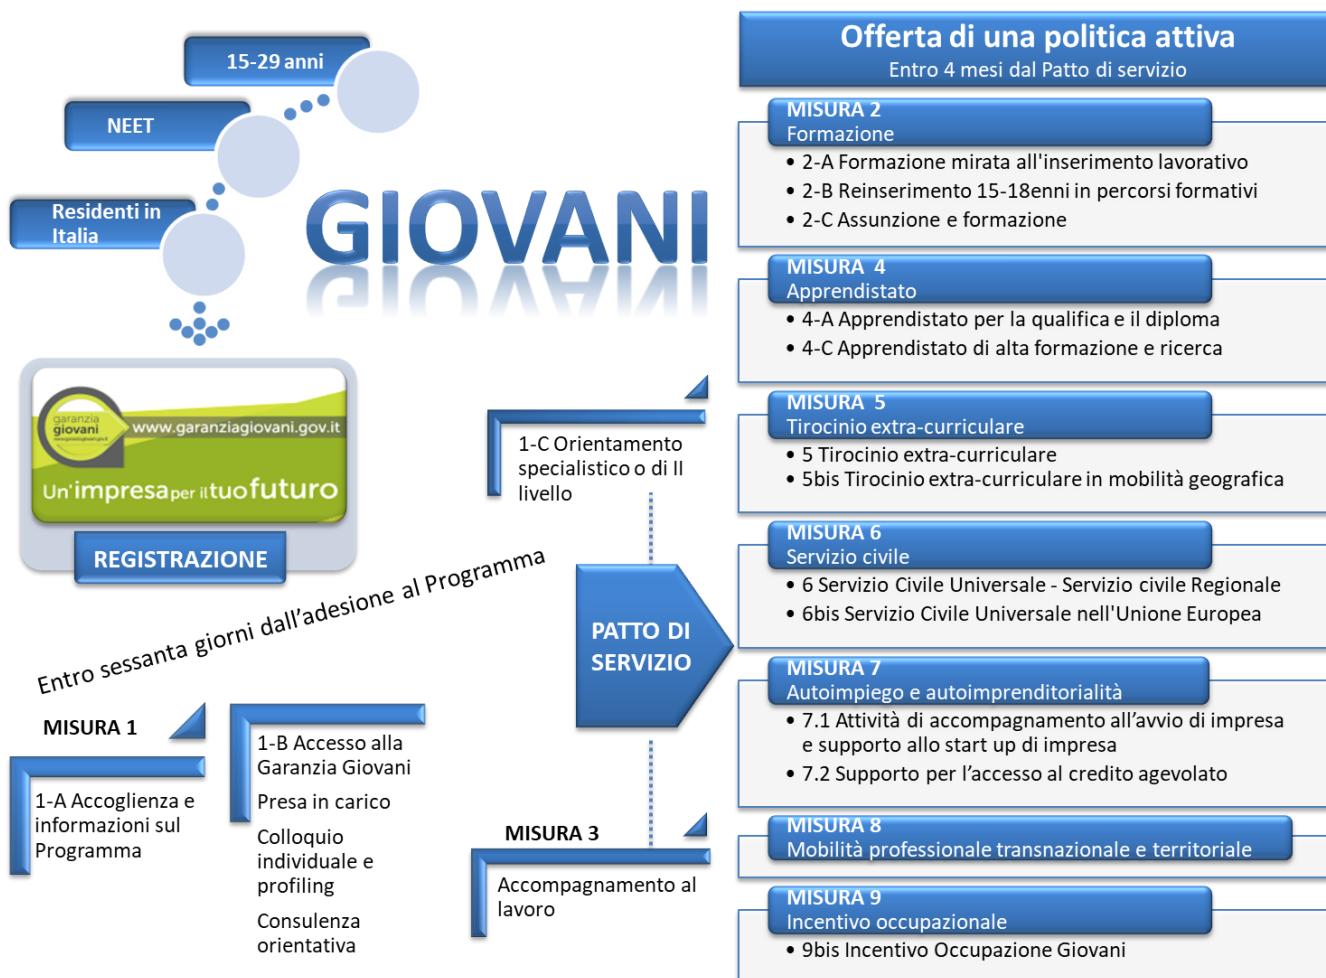 15-29 anni
NEET
Residenti in
Italia
GIOVANI
garanzia
giovani
www.garanziagiovani.gov.it
www.garanziagiovani.gov.it
Un'impresa per il tuo futuro
REGISTRAZIONE
Entro sessanta giorni dall'adesione al Programma
MISURA 1
1-A Accoglienza e
informazioni sul
Programma
1-B Accesso alla
Garanzia Giovani
Presa in carico
Colloquio
individuale e
profiling
Consulenza
orientativa
1-C Orientamento
specialistico o di II
livello
PATTO DI
SERVIZIO
MISURA 3
Accompagnamento al
lavoro
Offerta di una politica attiva
Entro 4 mesi dal Patto di servizio
MISURA 2
Formazione
• 2-A Formazione mirata all'inserimento lavorativo
• 2-B Reinserimento 15-18enni in percorsi formativi
• 2-C Assunzione e formazione
MISURA 4
Apprendistato
• 4-A Apprendistato per la qualifica e il diploma
• 4-C Apprendistato di alta formazione e ricerca
MISURA 5
Tirocinio extra-curriculare
• 5 Tirocinio extra-curriculare
• 5bis Tirocinio extra-curriculare in mobilità geografica
MISURA 6
Servizio civile
• 6 Servizio Civile Universale - Servizio civile Regionale
• 6bis Servizio Civile Universale nell'Unione Europea
MISURA 7
Autoimpiego e autoimprenditorialità
• 7.1 Attività di accompagnamento all'avvio di impresa
e supporto allo start up di impresa
• 7.2 Supporto per l'accesso al credito agevolato
MISURA 8
Mobilità professionale transnazionale e territoriale
MISURA 9
Incentivo occupazionale
• 9bis Incentivo Occupazione Giovani